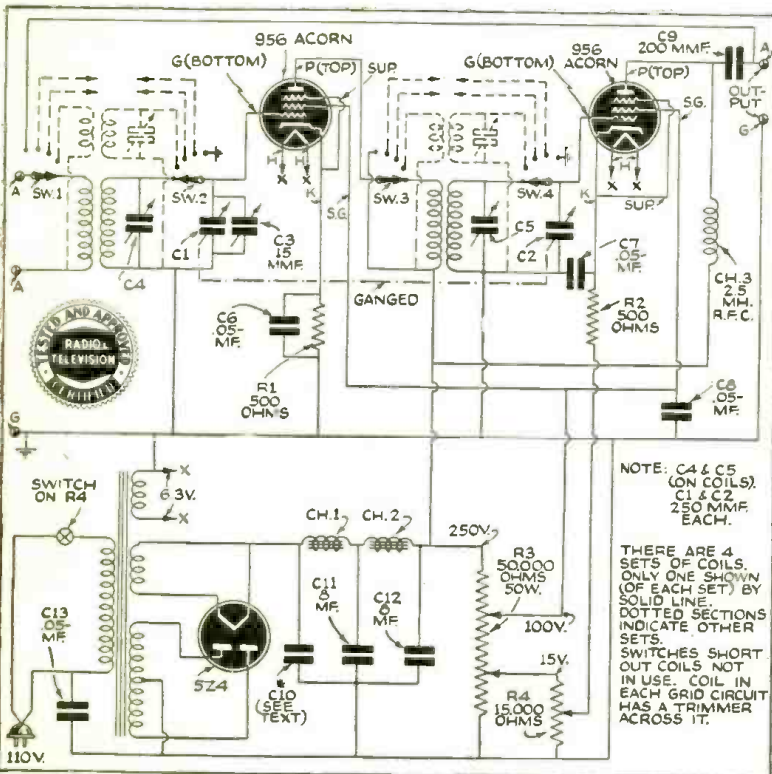 956 ACORN
G(BOTTOM)
P(TOP)
SUP.
956
ACORN
G(BOTTOM)
P(TOP)
C9
200 MMF.
A
OUT-
PUT
G
S.G.
A
SW.1
SW.2
H
H
X
X
K
S.G.
SW.3
SW.4
H
X
X
K
SUP.
A
C4
C1
C3
15
MMF.
C5
C2
C7
.05-
MF.
GANGED
CH.3
2.5
MH.
R.F.C.
TESTED AND APPROVED
RADIO &
TELEVISION
CERTIFIED
C6
.05-
MF.
R1
500
OHMS
R2
500
OHMS
C8
.05-
MF.
G
SWITCH
ON R4
X
6.3V.
X
CH.1
CH.2
250V.
C13
.05-
MF.
5Z4
C11
8
MF.
C12
8
MF.
C10
(SEE
TEXT)
R3
50,000
OHMS
50W.
100V.
15V.
R4
15,000
OHMS
110V.
NOTE: C4 & C5
(ON COILS).
C1 & C2
250 MMF.
EACH.
THERE ARE 4
SETS OF COILS.
ONLY ONE SHOWN
(OF EACH SET) BY
SOLID LINE.
DOTTED SECTIONS
INDICATE OTHER
SETS.
SWITCHES SHORT
OUT COILS NOT
IN USE. COIL IN
EACH GRID CIRCUIT
HAS A TRIMMER
ACROSS IT.